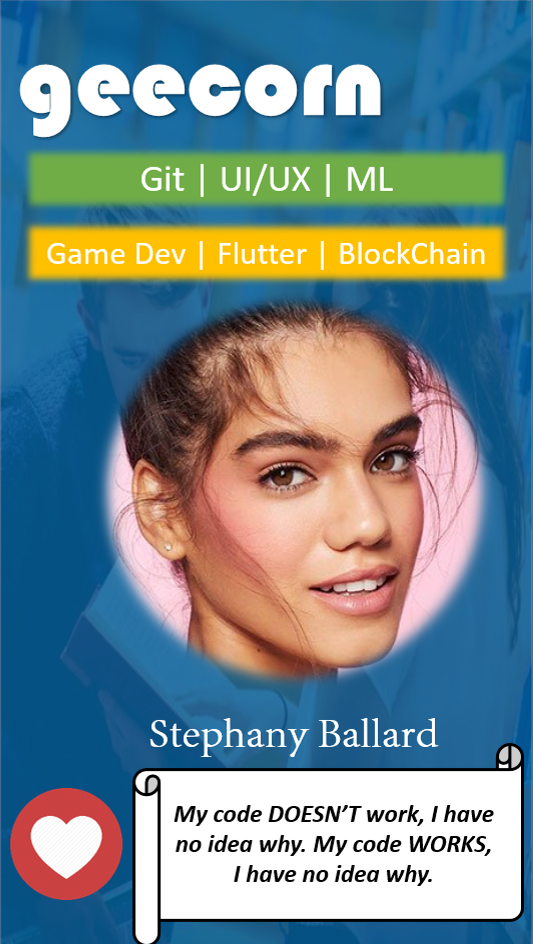 geecorn
Git | UI/UX | ML
Game Dev | Flutter | BlockChain
Stephany Ballard
My code DOESN’T work, I have
no idea why. My code WORKS,
I have no idea why.